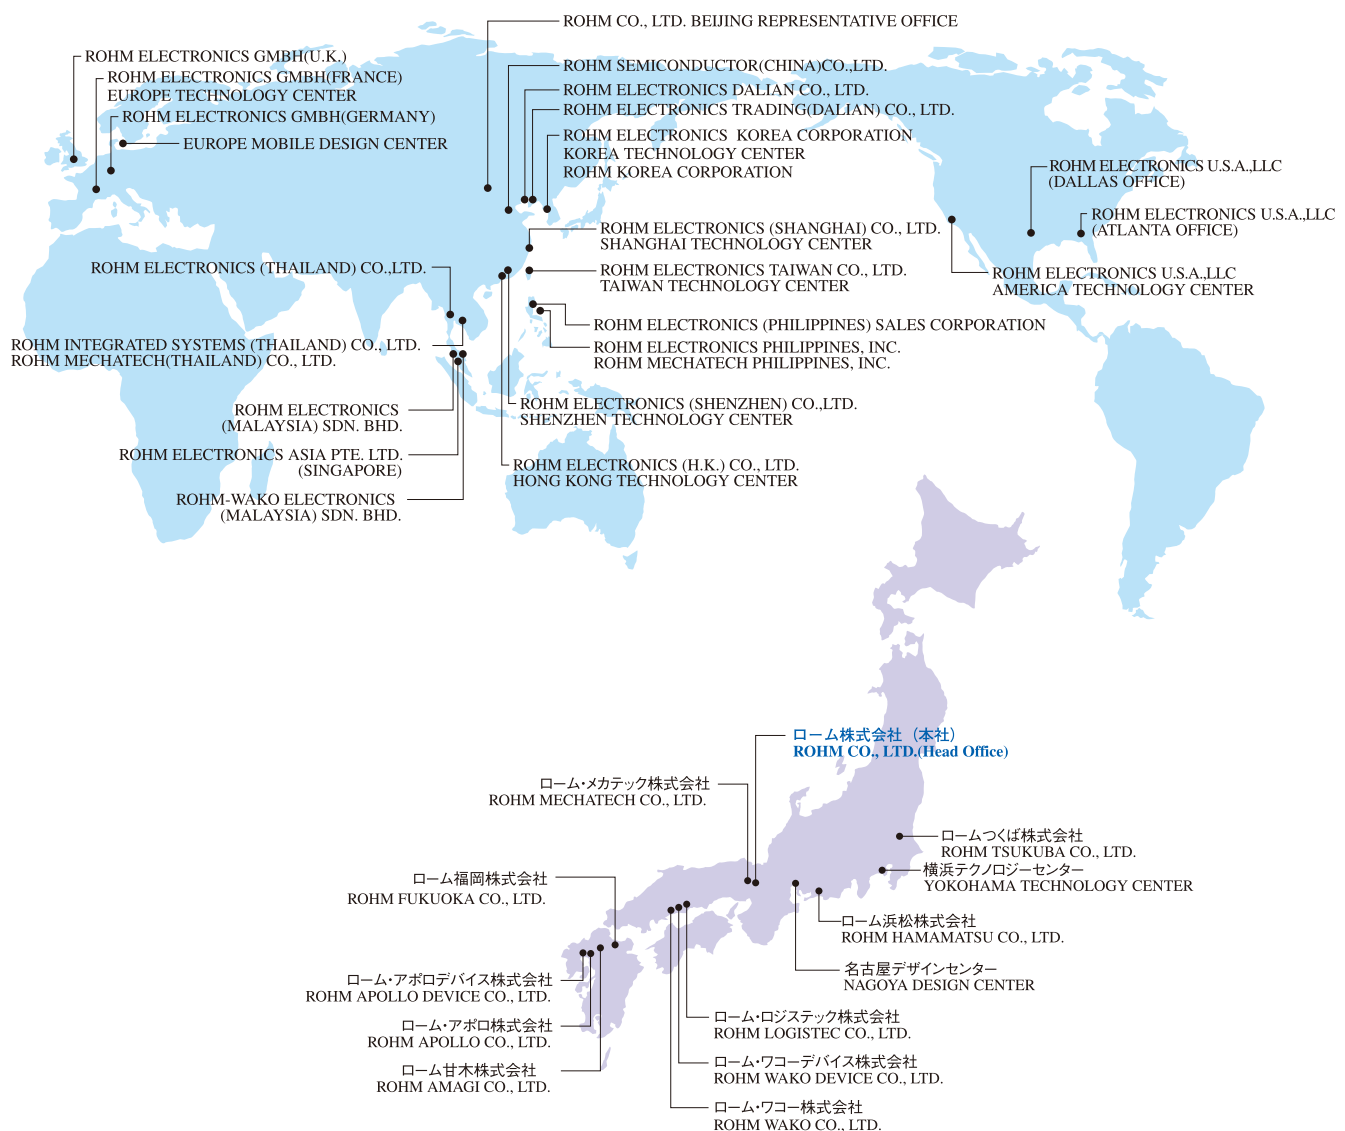 ROHM CO., LTD. BEIJING REPRESENTATIVE OFFICE
ROHM ELECTRONICS GMBH(U.K.)
ROHM ELECTRONICS GMBH(FRANCE)
EUROPE TECHNOLOGY CENTER
ROHM ELECTRONICS GMBH(GERMANY)
EUROPE MOBILE DESIGN CENTER
ROHM SEMICONDUCTOR(CHINA)CO.,LTD.
ROHM ELECTRONICS DALIAN CO., LTD.
ROHM ELECTRONICS TRADING(DALIAN) CO., LTD.
ROHM ELECTRONICS KOREA CORPORATION
KOREA TECHNOLOGY CENTER
ROHM KOREA CORPORATION
ROHM ELECTRONICS U.S.A.,LLC
(DALLAS OFFICE)
ROHM ELECTRONICS U.S.A.,LLC
(ATLANTA OFFICE)
ROHM ELECTRONICS (SHANGHAI) CO., LTD.
SHANGHAI TECHNOLOGY CENTER
ROHM ELECTRONICS (THAILAND) CO.,LTD.
ROHM ELECTRONICS TAIWAN CO., LTD.
TAIWAN TECHNOLOGY CENTER
ROHM ELECTRONICS U.S.A.,LLC
AMERICA TECHNOLOGY CENTER
ROHM ELECTRONICS (PHILIPPINES) SALES CORPORATION
ROHM INTEGRATED SYSTEMS (THAILAND) CO., LTD.
ROHM MECHATECH(THAILAND) CO., LTD.
ROHM ELECTRONICS PHILIPPINES, INC.
ROHM MECHATECH PHILIPPINES, INC.
ROHM ELECTRONICS
(MALAYSIA) SDN. BHD.
ROHM ELECTRONICS (SHENZHEN) CO.,LTD.
SHENZHEN TECHNOLOGY CENTER
ROHM ELECTRONICS ASIA PTE. LTD.
(SINGAPORE)
ROHM ELECTRONICS (H.K.) CO., LTD.
HONG KONG TECHNOLOGY CENTER
ROHM-WAKO ELECTRONICS
(MALAYSIA) SDN. BHD.
ローム株式会社（本社）
ROHM CO., LTD.(Head Office)
ローム・メカテック株式会社
ROHM MECHATECH CO., LTD.
ロームつくば株式会社
ROHM TSUKUBA CO., LTD.
横浜テクノロジーセンター
YOKOHAMA TECHNOLOGY CENTER
ローム福岡株式会社
ROHM FUKUOKA CO., LTD.
ローム浜松株式会社
ROHM HAMAMATSU CO., LTD.
名古屋デザインセンター
NAGOYA DESIGN CENTER
ローム・アポロデバイス株式会社
ROHM APOLLO DEVICE CO., LTD.
ローム・ロジステック株式会社
ROHM LOGISTEC CO., LTD.
ローム・アポロ株式会社
ROHM APOLLO CO., LTD.
ローム・ワコーデバイス株式会社
ROHM WAKO DEVICE CO., LTD.
ローム甘木株式会社
ROHM AMAGI CO., LTD.
ローム・ワコー株式会社
ROHM WAKO CO., LTD.